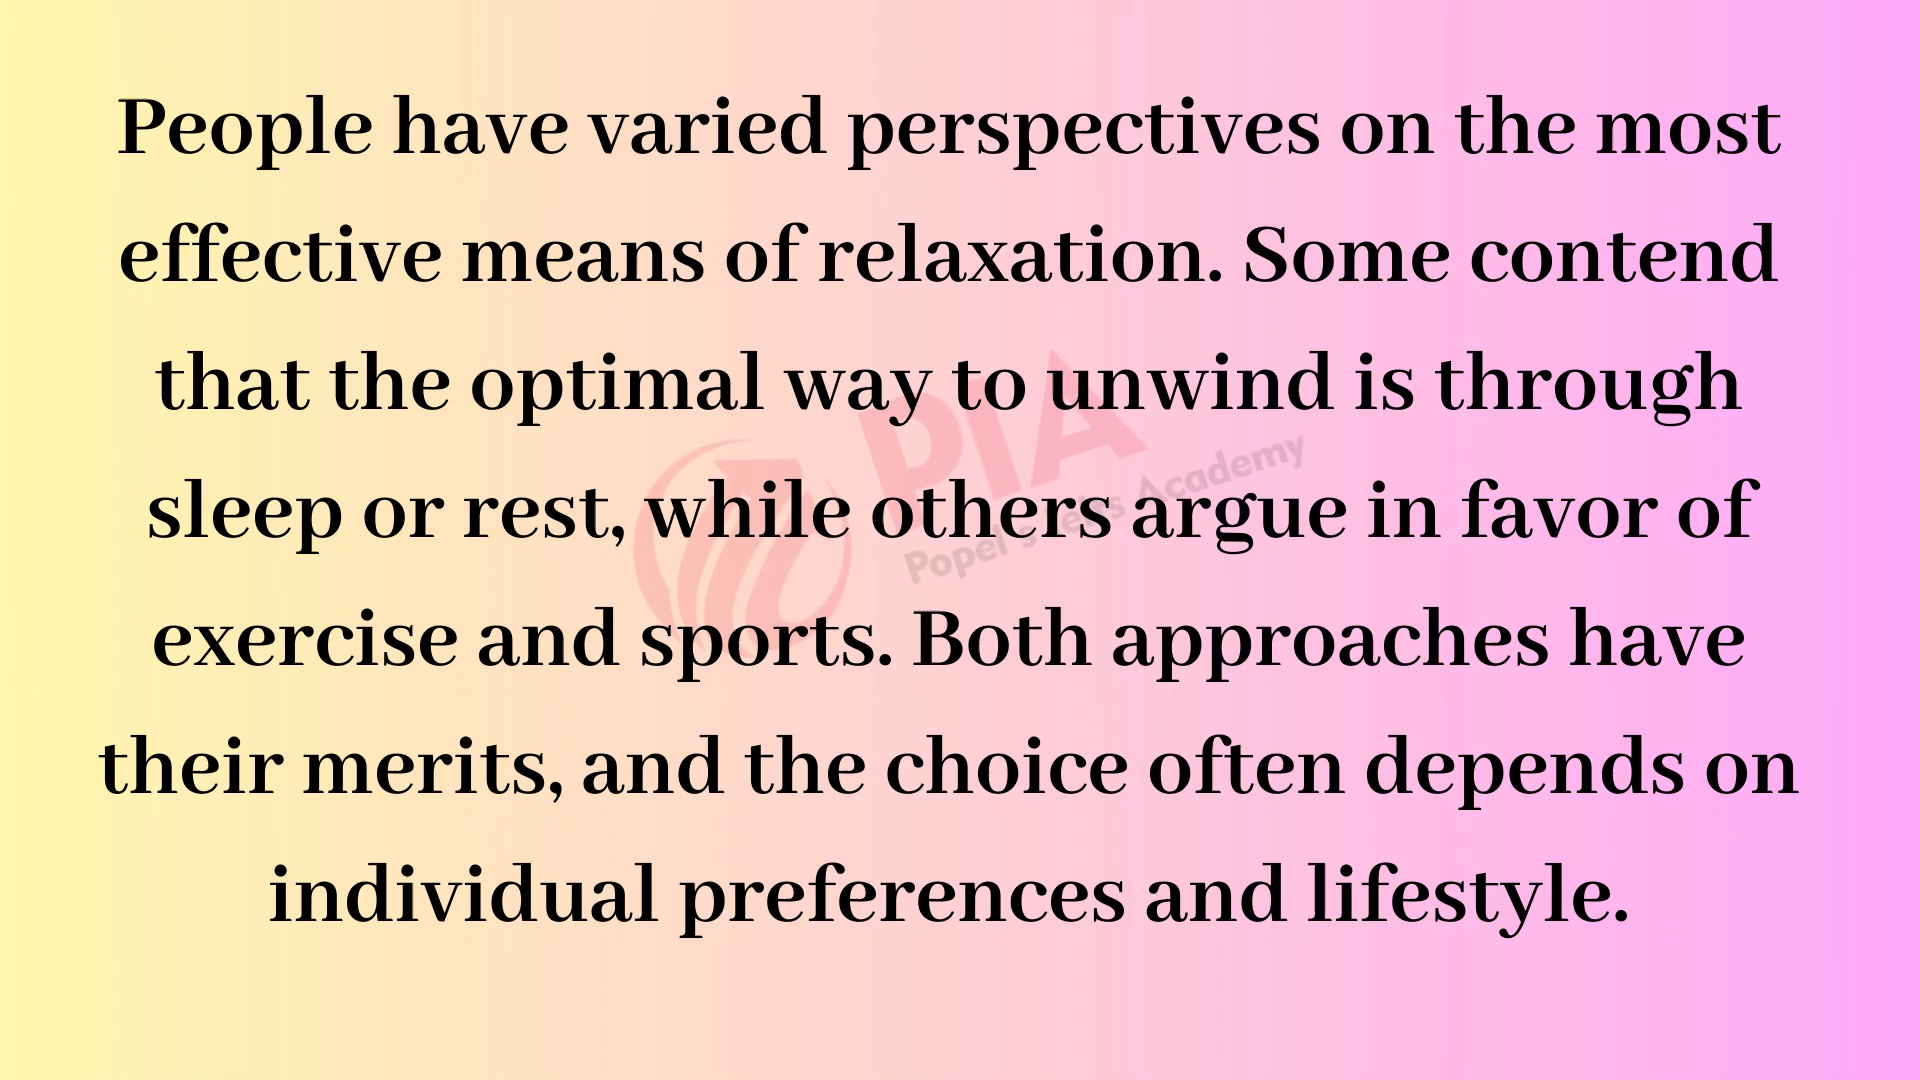 People have varied perspectives on the most
effective means of relaxation. Some contend
that the optimal way to unwind is through
sleep or rest, while others argue in favor of
exercise and sports. Both approaches have
their merits, and the choice often depends on
individual preferences and lifestyle.
PIA
Popel's Ielts Academy